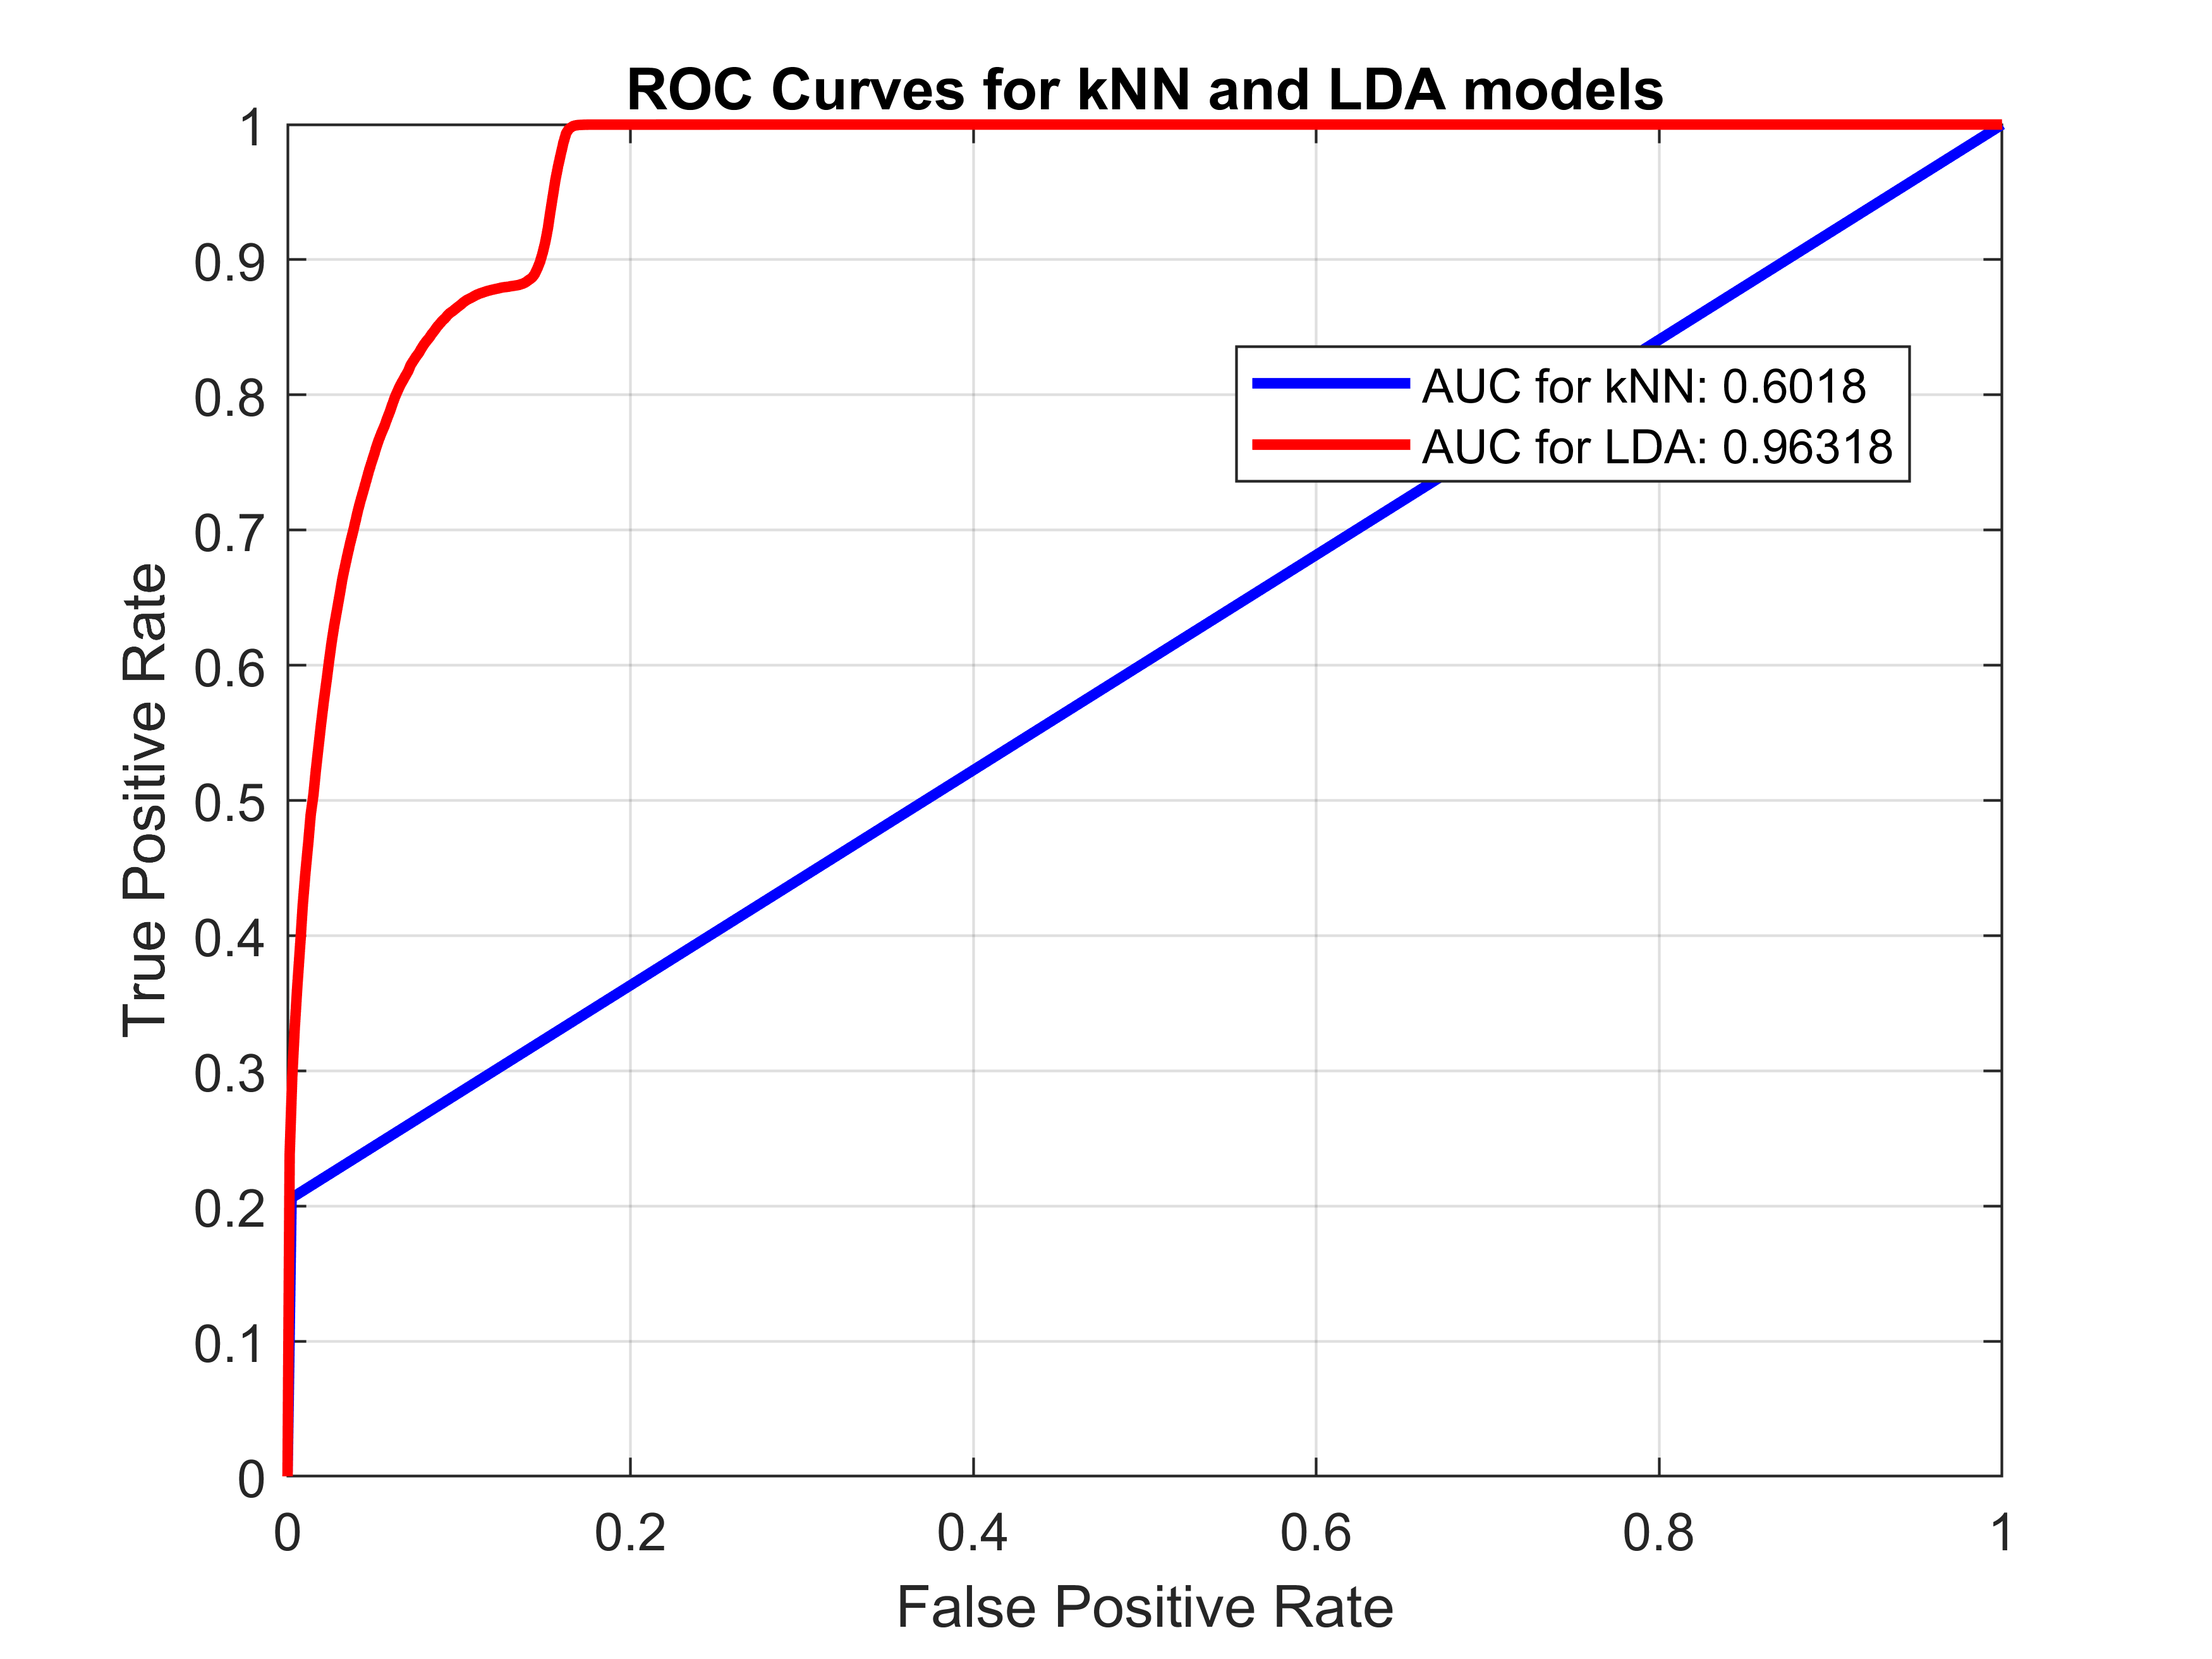 ROC Curves for kNN and LDA models
1
0.9
0.8
0.7
0.6
0.5
0.4
0.3
0.2
0.1
0
True Positive Rate
AUC for kNN: 0.6018
AUC for LDA: 0.96318
0 0.2 0.4 0.6 0.8 1
False Positive Rate